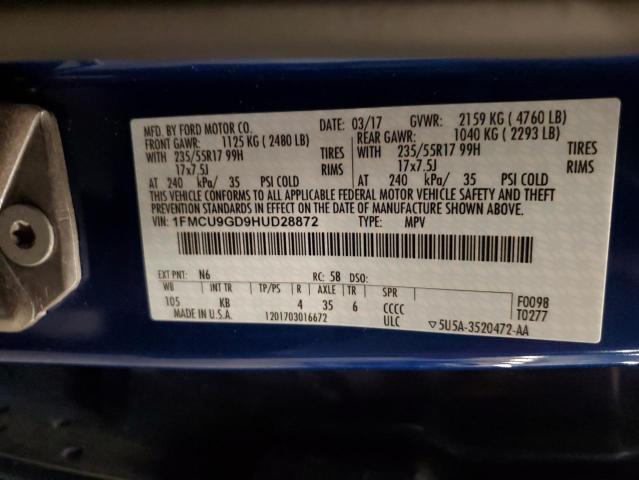 MFD. BY FORD MOTOR CO. DATE: 03/17 GVWR: 2159 KG ( 4760 LB)
FRONT GAWR: 1125 KG ( 2480 LB) REAR GAWR: 1040 KG ( 2293 LB)
WITH 235/55R17 99H TIRES WITH 235/55R17 99H TIRES
17x7.5J RIMS 17x7.5J RIMS
AT 240 kPa/ 35 PSI COLD AT 240 kPa/ 35 PSI COLD
THIS VEHICLE CONFORMS TO ALL APPLICABLE FEDERAL MOTOR VEHICLE SAFETY AND THEFT
PREVENTION STANDARDS IN EFFECT ON THE DATE OF MANUFACTURE SHOWN ABOVE.
VIN: 1FMCU9GD9HUD28872 TYPE: MPV
EXT PNT: N6 RC: 58 DSO:
WB INT TR TP/PS R AXLE TR SPR
105 KB 4 35 6 CCCC F0098
MADE IN U.S.A. 1201703016672 ULC T0277
▽5U5A-3520472-AA